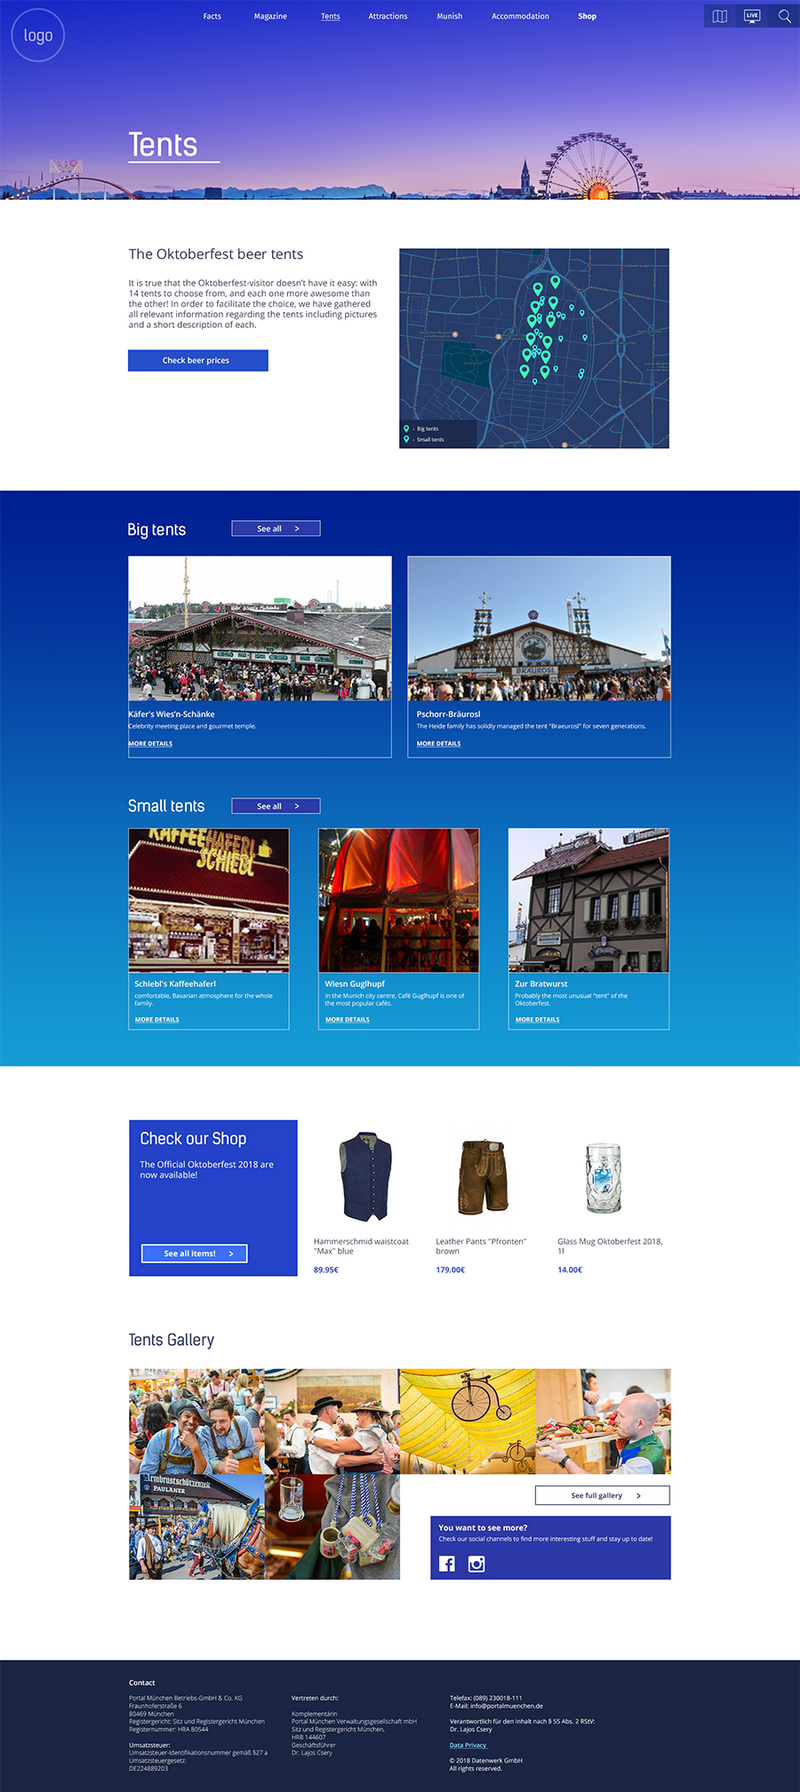 logo
Facts Magazine Tents Attractions Munish Accommodation Shop
LIVE
Tents
The Oktoberfest beer tents
It is true that the Oktoberfest-visitor doesn't have it easy: with
14 tents to choose from, and each one more awesome than
the other! In order to facilitate the choice, we have gathered
all relevant information regarding the tents including pictures
and a short description of each.
Check beer prices
- Big tents
- Small tents
Big tents
See all >
BRÄUROSL
Käfer's Wies'n-Schänke
Celebrity meeting place and gourmet temple.
MORE DETAILS
Pschorr-Bräurosl
The Heide family has solidly managed the tent "Braeurosl" for seven generations.
MORE DETAILS
Small tents
See all >
KAFFEEHAFERL
SCHIEBL
Schiebl's Kaffeehaferl
comfortable, Bavarian atmosphere for the whole
family.
MORE DETAILS
Wiesn Guglhupf
In the Munich city centre, Café Guglhupf is one of
the most popular cafés.
MORE DETAILS
Zur Bratwurst
Probably the most unusual "tent" of the
Oktoberfest.
MORE DETAILS
Check our Shop
The Official Oktoberfest 2018 are
now available!
See all items! >
Hammerschmid waistcoat
"Max" blue
89.95€
Leather Pants "Pfronten"
brown
179.00€
Glass Mug Oktoberfest 2018,
1l
14.00€
Tents Gallery
Armbrustschützenzelt
PAULANER
See full gallery >
You want to see more?
Check our social channels to find more interesting stuff and stay up to date!
Contact
Portal München Betriebs-GmbH & Co. KG
Fraunhoferstraße 6
80469 München
Registergericht: Sitz und Registergericht München
Registernummer: HRA 80544
Umsatzsteuer:
Umsatzsteuer-Identifikationsnummer gemäß §27 a
Umsatzsteuergesetz:
DE224889203
Vertreten durch:
Komplementärin
Portal München Verwaltungsgesellschaft mbH
Sitz und Registergericht München,
HRB 144607
Geschäftsführer
Dr. Lajos Csery
Telefax: (089) 230018-111
E-Mail: info@portalmuenchen.de
Verantwortlich für den Inhalt nach § 55 Abs. 2 RStV:
Dr. Lajos Csery
Data Privacy
© 2018 Datenwerk GmbH
All rights reserved.